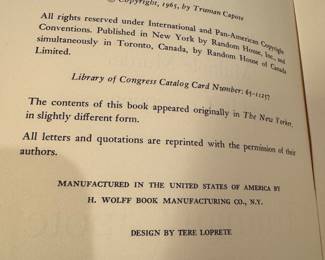 © Copyright, 1965, by Truman Capote
All rights reserved under International and Pan-American Copyright
Conventions. Published in New York by Random House, Inc., and
simultaneously in Toronto, Canada, by Random House of Canada
Limited.
Library of Congress Catalog Card Number: 65-11257
The contents of this book appeared originally in The New Yorker,
in slightly different form.
All letters and quotations are reprinted with the permission of their
authors.
MANUFACTURED IN THE UNITED STATES OF AMERICA BY
H. WOLFF BOOK MANUFACTURING CO., N.Y.
DESIGN BY TERE LOPRETE